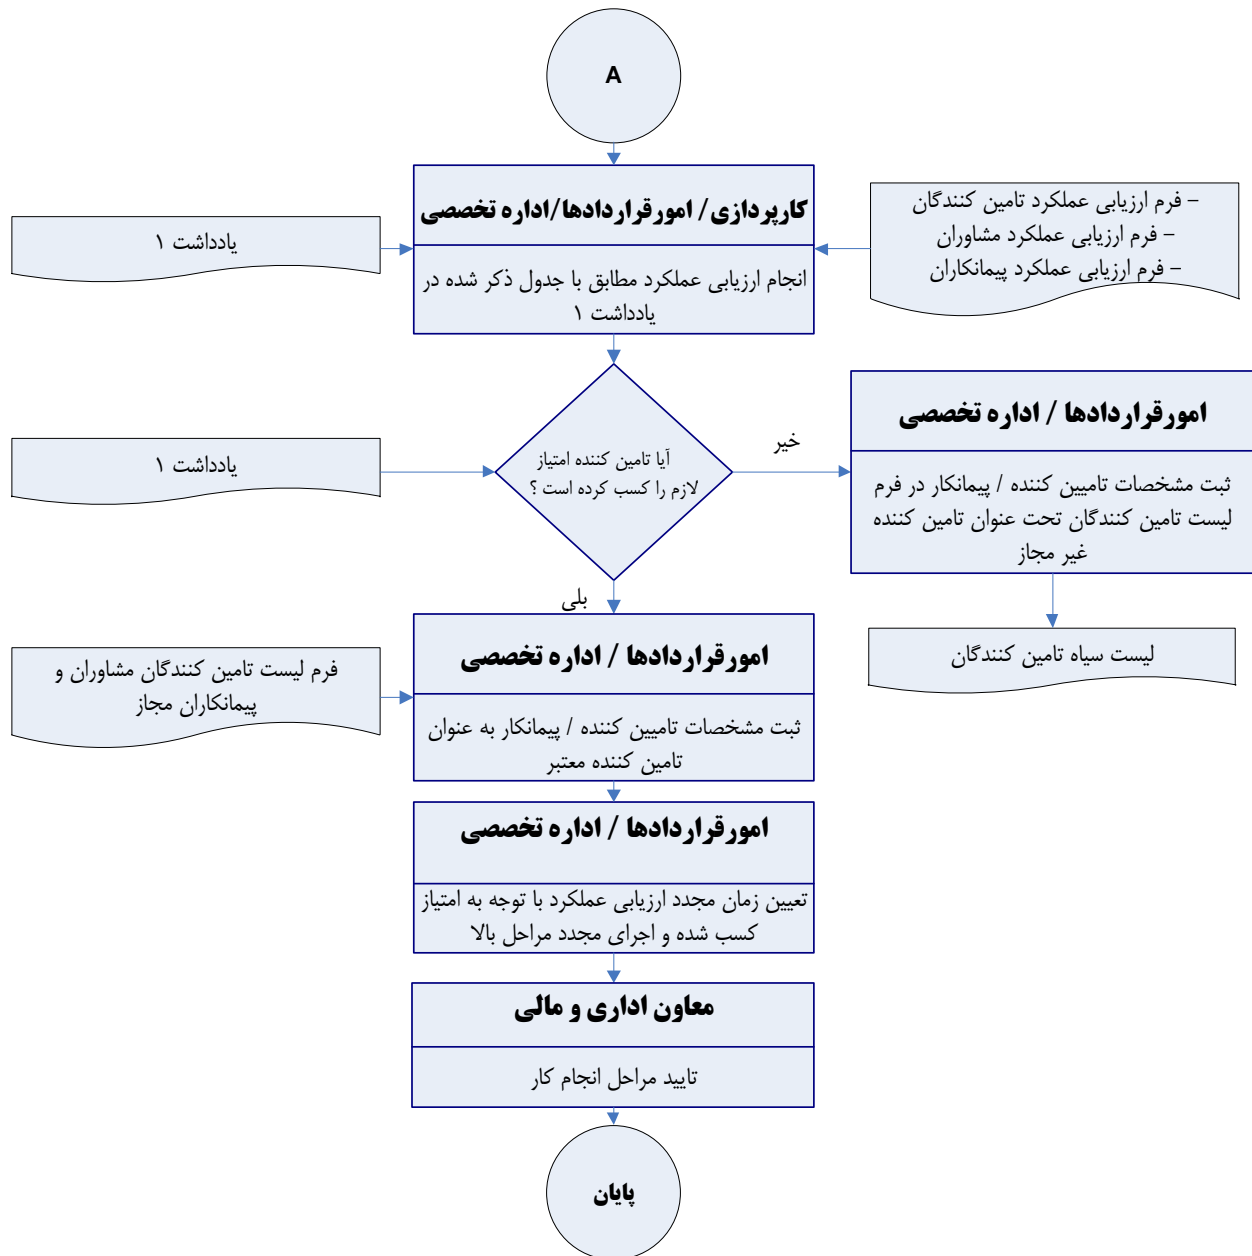 A
کارپردازی/ امورقراردادها/اداره تخصصی
انجام ارزیابی عملکرد مطابق با جدول ذکر شده در
یادداشت ۱
یادداشت ۱
– فرم ارزیابی عملکرد تامین کنندگان
– فرم ارزیابی عملکرد مشاوران
– فرم ارزیابی عملکرد پیمانکاران
آیا تامین کننده امتیاز
لازم را کسب کرده است ؟
یادداشت ۱
خیر
امورقراردادها / اداره تخصصی
ثبت مشخصات تامیین کننده / پیمانکار در فرم
لیست تامین کنندگان تحت عنوان تامین کننده
غیر مجاز
لیست سیاه تامین کنندگان
بلی
امورقراردادها / اداره تخصصی
ثبت مشخصات تامیین کننده / پیمانکار به عنوان
تامین کننده معتبر
فرم لیست تامین کنندگان مشاوران و
پیمانکاران مجاز
امورقراردادها / اداره تخصصی
تعیین زمان مجدد ارزیابی عملکرد با توجه به امتیاز
کسب شده و اجرای مجدد مراحل بالا
معاون اداری و مالی
تایید مراحل انجام کار
پایان